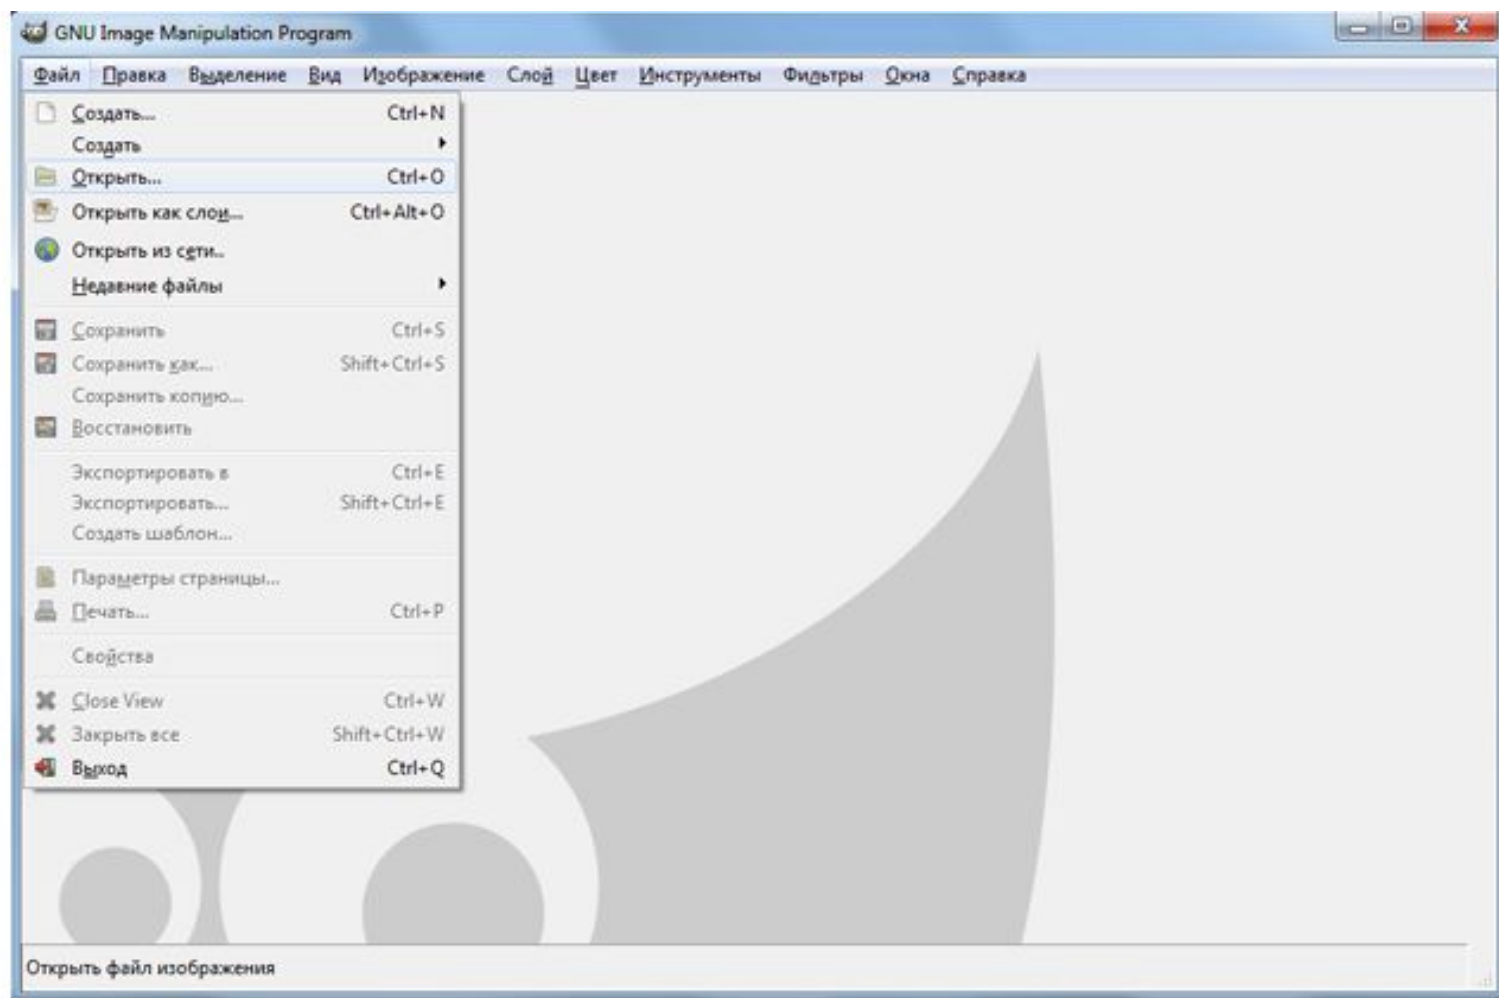 GNU Image Manipulation Program
Файл Правка Выделение Вид Изображение Слой Цвет Инструменты Фильтры Окна Справка
Создать... Ctrl+N
Создать
Открыть... Ctrl+O
Открыть как слои... Ctrl+Alt+O
Открыть из сети...
Недавние файлы
Сохранить Ctrl+S
Сохранить как... Shift+Ctrl+S
Сохранить копию...
Восстановить
Экспортировать в Ctrl+E
Экспортировать... Shift+Ctrl+E
Создать шаблон...
Параметры страницы...
Печать... Ctrl+P
Свойства
Close View Ctrl+W
Закрыть все Shift+Ctrl+W
Выход Ctrl+Q
Открыть файл изображения